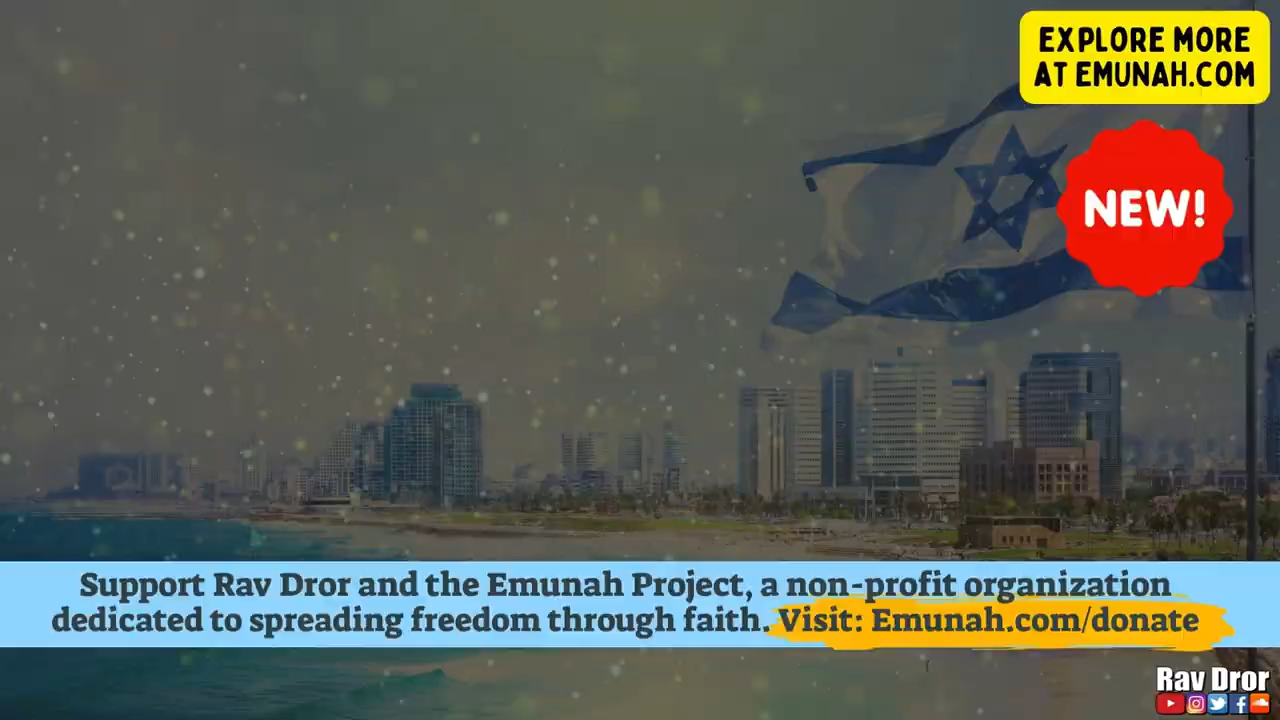 EXPLORE MORE
AT EMUNAH.COM
NEW!
Support Rav Dror and the Emunah Project, a non-profit organization
dedicated to spreading freedom through faith. Visit: Emunah.com/donate
Rav Dror